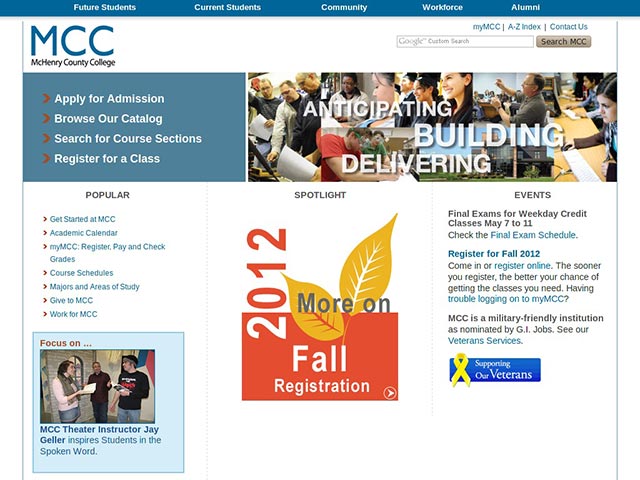 Future Students
Current Students
Community
Workforce
Alumni
myMCC | A-Z Index | Contact Us
MCC
McHenry County College
Google™ Custom Search
Search MCC
Apply for Admission
Browse Our Catalog
Search for Course Sections
Register for a Class
ANTICIPATING
BUILDING
DELIVERING
POPULAR
Get Started at MCC
Academic Calendar
myMCC: Register, Pay and Check
Grades
Course Schedules
Majors and Areas of Study
Give to MCC
Work for MCC
Focus on ...
MCC Theater Instructor Jay
Geller inspires Students in the
Spoken Word.
SPOTLIGHT
2012
More on
Fall
Registration
EVENTS
Final Exams for Weekday Credit
Classes May 7 to 11
Check the Final Exam Schedule.
Register for Fall 2012
Come in or register online. The sooner
you register, the better your chance of
getting the classes you need. Having
trouble logging on to myMCC?
MCC is a military-friendly institution
as nominated by G.I. Jobs. See our
Veterans Services.
Supporting
Our Veterans